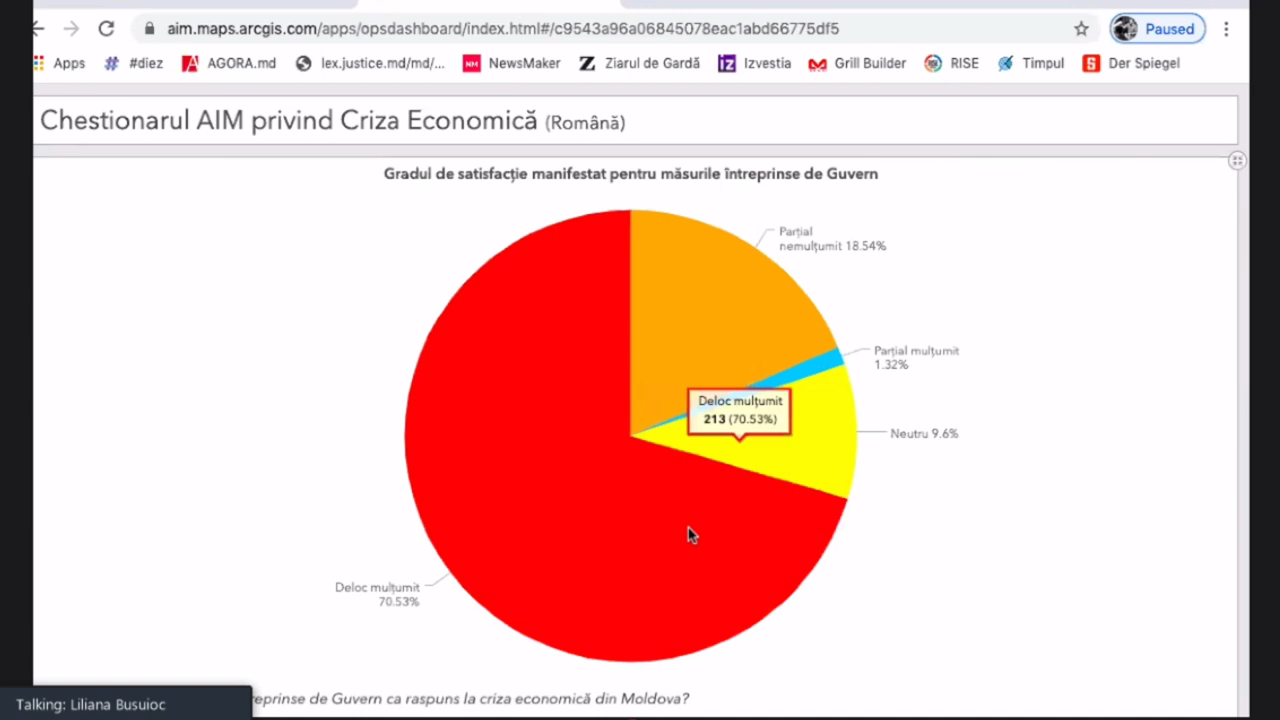 aim.maps.arcgis.com/apps/opsdashboard/index.html#/c9543a96a06845078eac1abd66775df5
Paused
Apps #diez AGORA.md lex.justice.md/md/... NM NewsMaker Z Ziarul de Gardă iz Izvestia Grill Builder RISE Timpul S Der Spiegel
Chestionarul AIM privind Criza Economică (Română)
Gradul de satisfacție manifestat pentru măsurile întreprinse de Guvern
Parțial
nemulțumit 18.54%
Parțial mulțumit
1.32%
Deloc mulțumit
213 (70.53%)
Neutru 9.6%
Deloc mulțumit
70.53%
reprinse de Guvern ca raspuns la criza economică din Moldova?
Talking: Liliana Busuioc